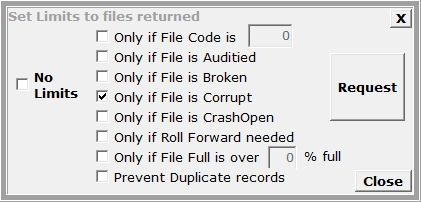 Set Limits to files returned
X
Only if File Code is 0
Only if File is Auditied
Only if File is Broken
No Limits
Only if File is Corrupt
Only if File is CrashOpen
Only if Roll Forward needed
Only if File Full is over 0 % full
Prevent Duplicate records
Request
Close